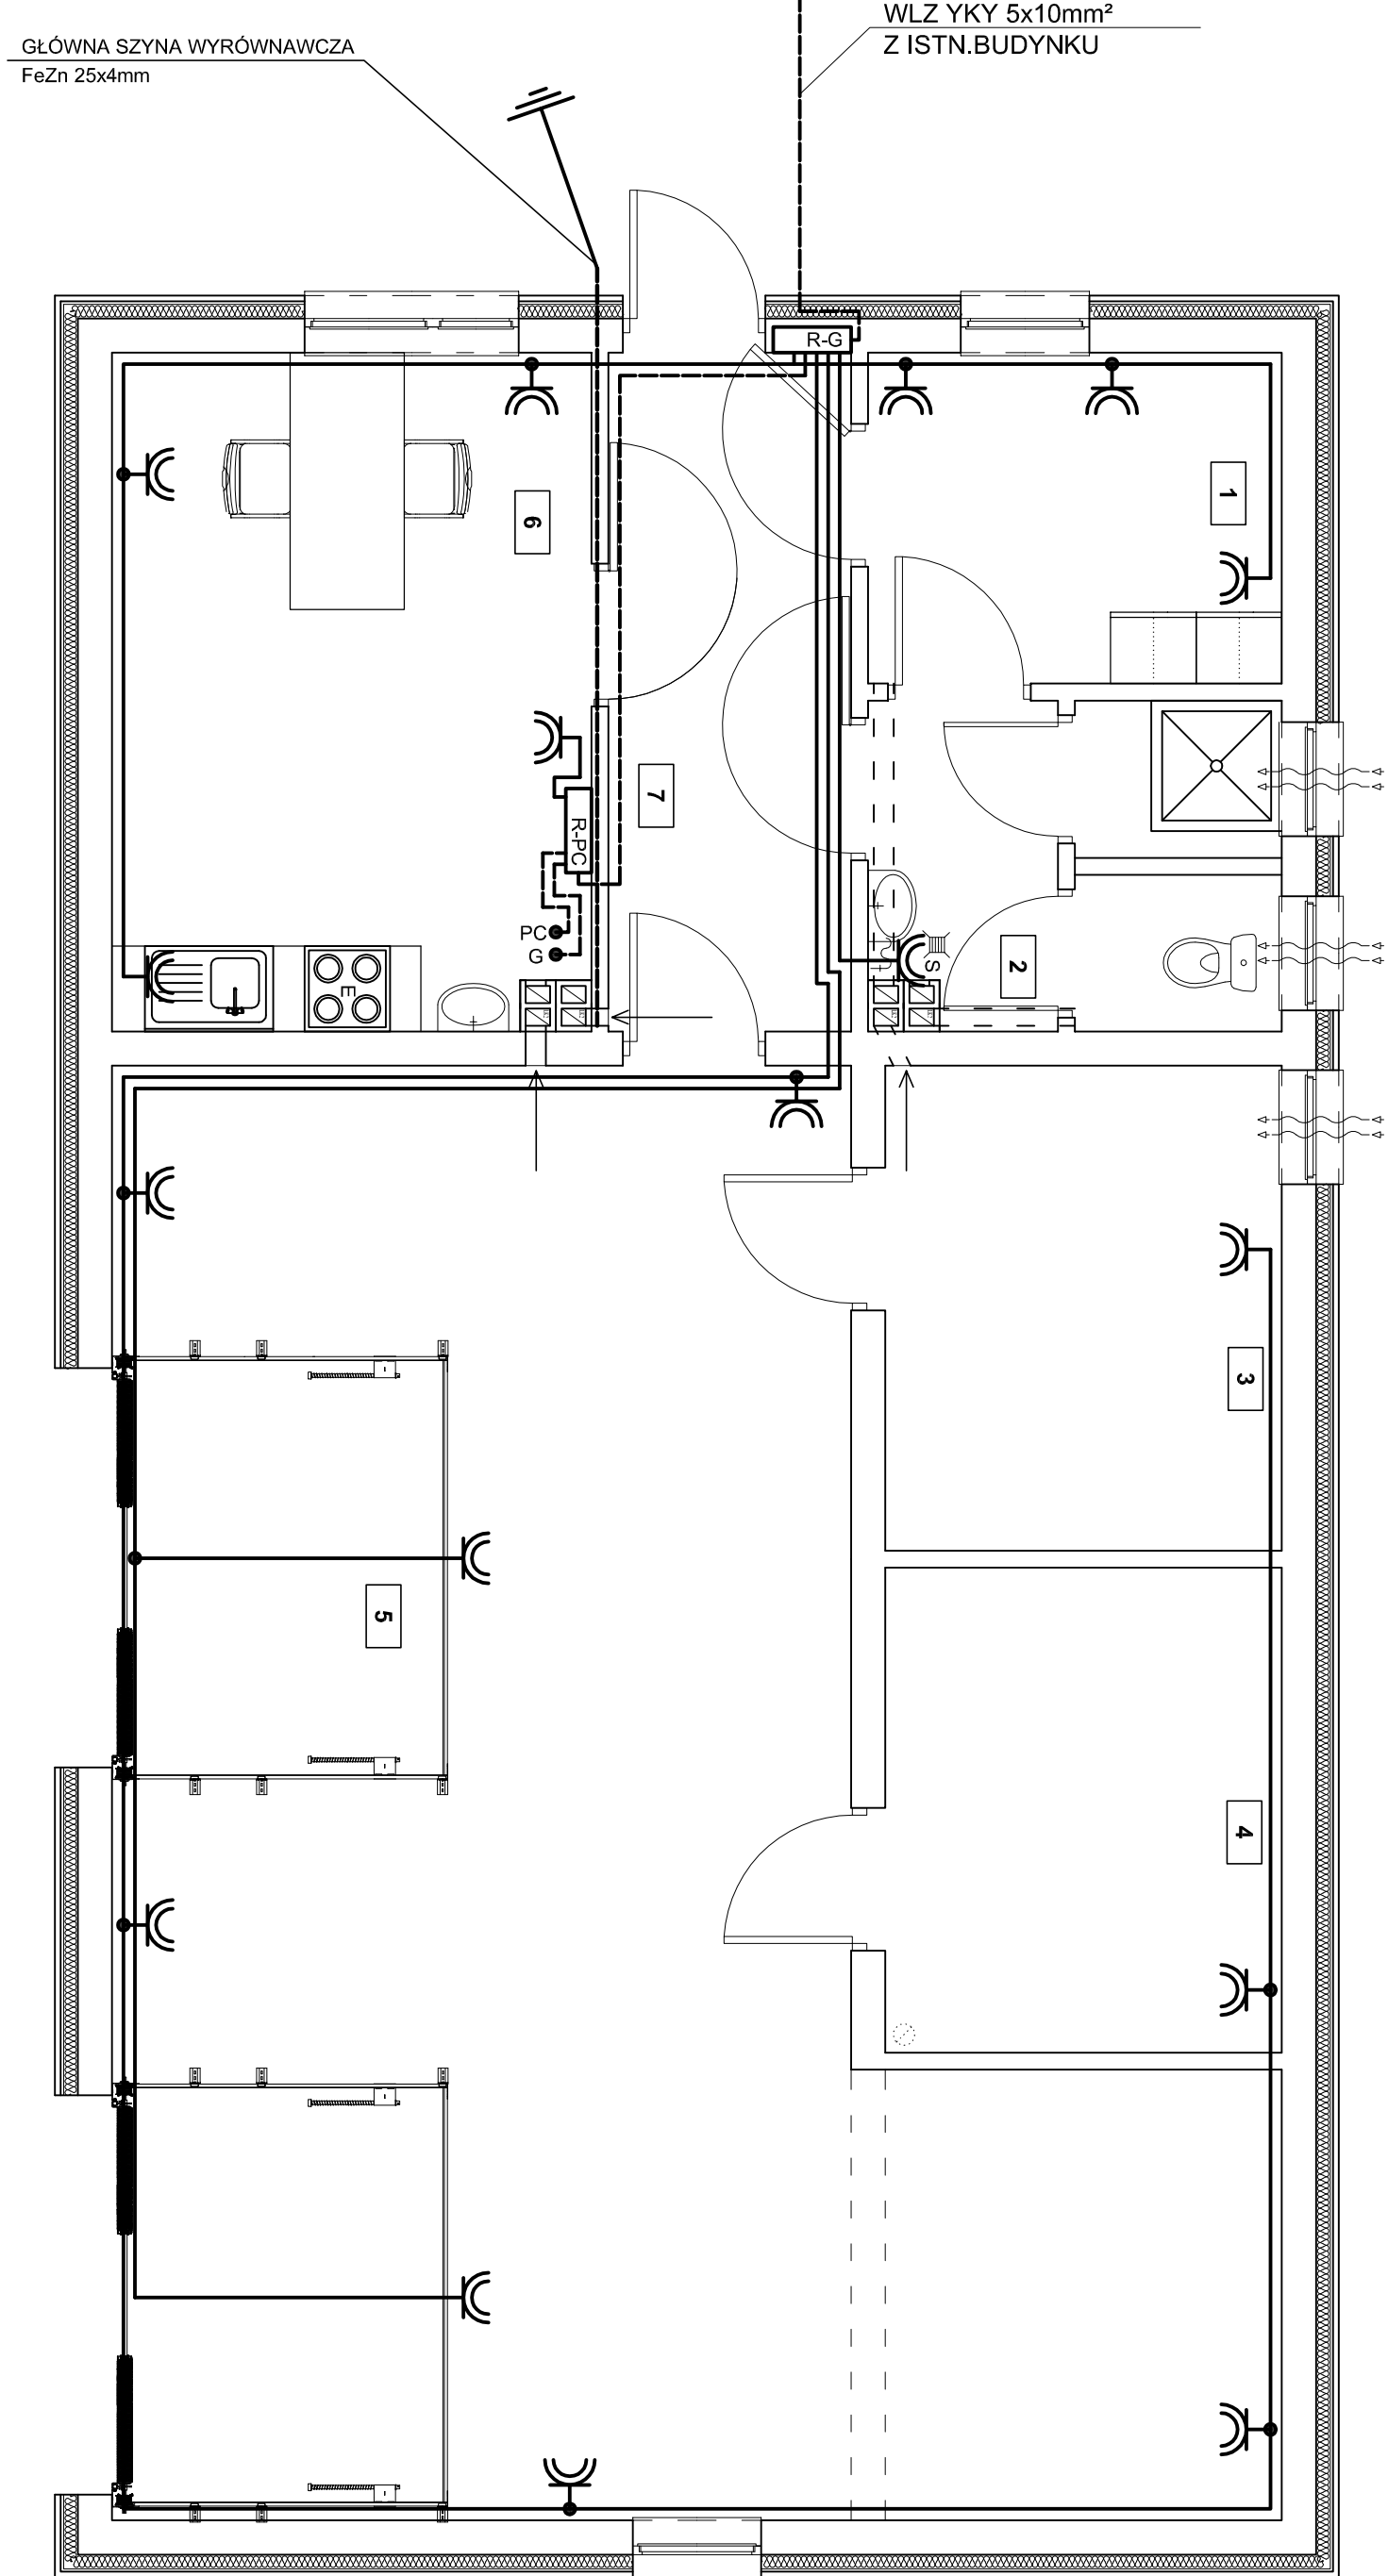 WLZ YKY 5x10mm²
Z ISTN.BUDYNKU
GŁÓWNA SZYNA WYRÓWNAWCZA
FeZn 25x4mm
R-G
1
6
7
R-PC
PC
G
E
S
2
3
5
4